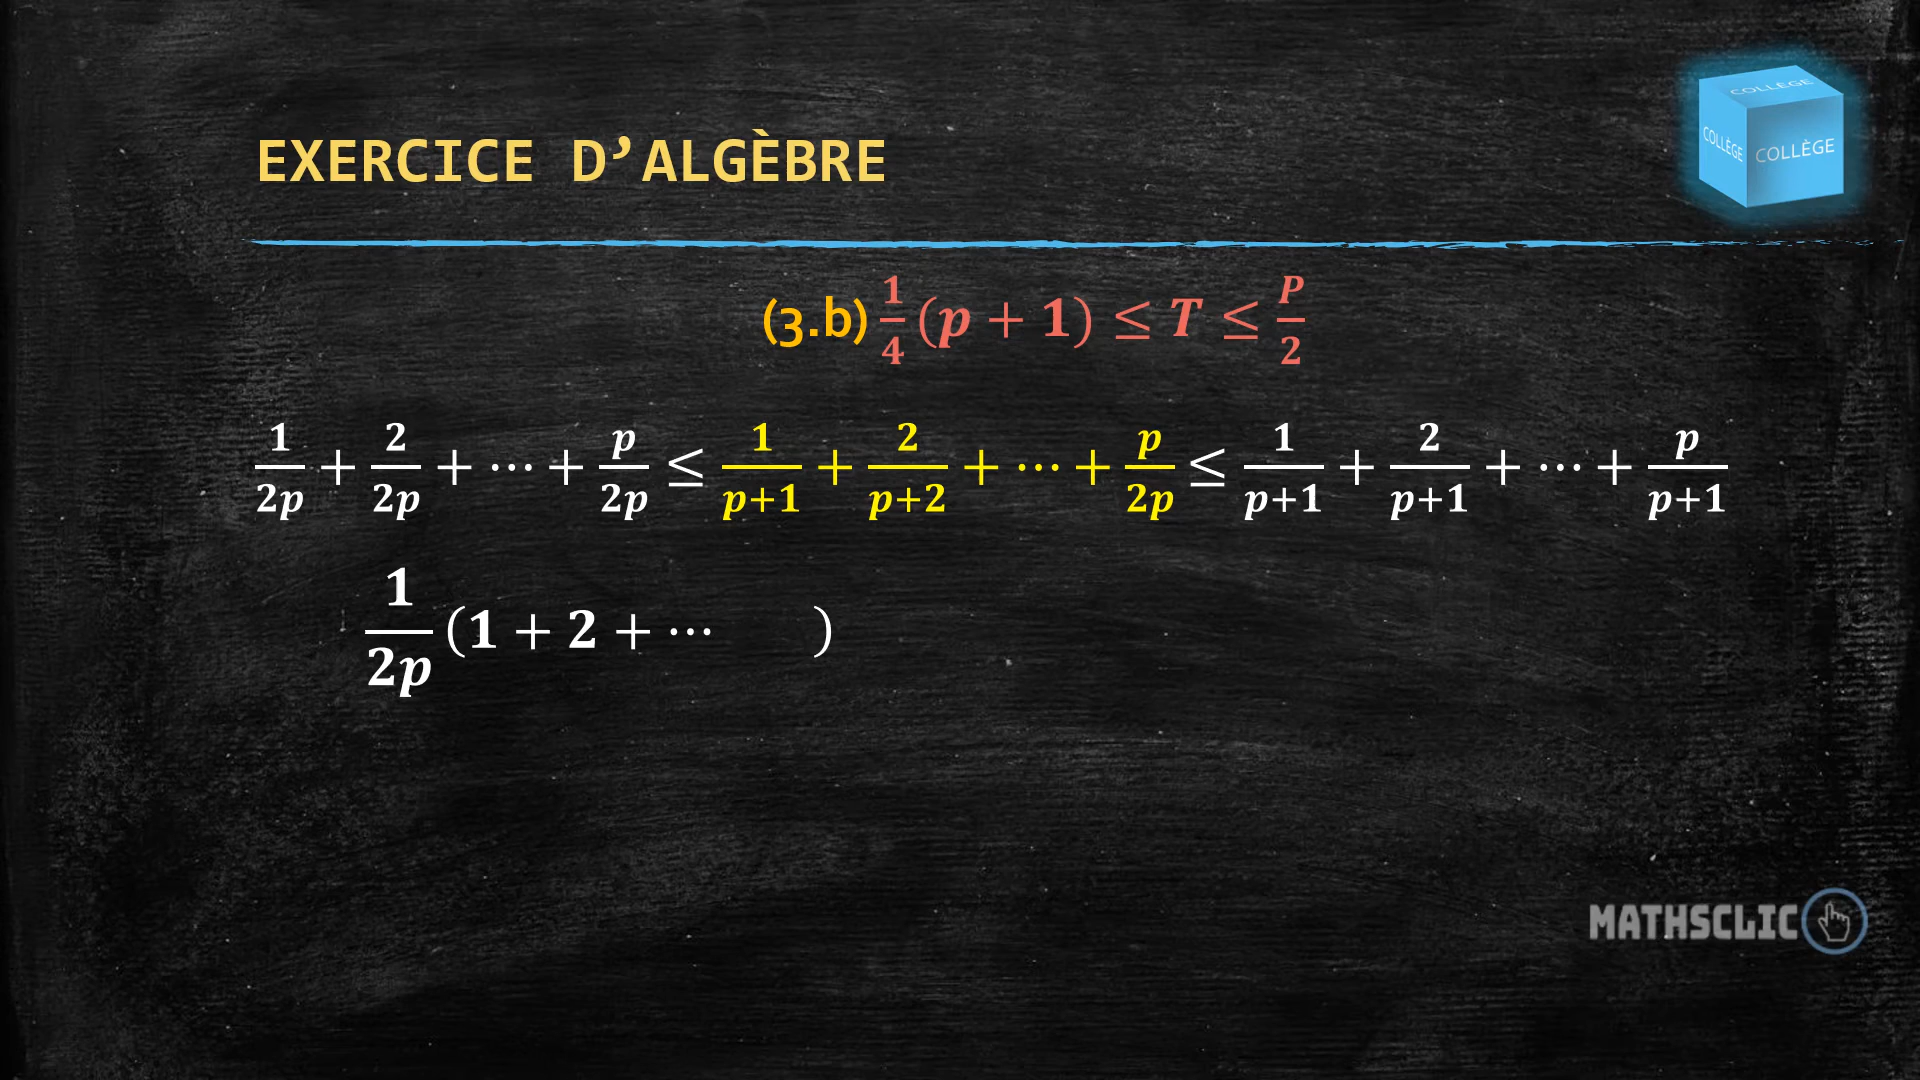 COLLÈGE
COLLÈGE
COLLÈGE
EXERCICE D’ALGÈBRE
(3.b) 1/4 (p + 1) ≤ T ≤ P/2
1/2p + 2/2p + ⋯ + p/2p ≤ 1/p+1 + 2/p+2 + ⋯ + p/2p ≤ 1/p+1 + 2/p+1 + ⋯ + p/p+1
1/2p (1 + 2 + ⋯ )
MATHSCLIC